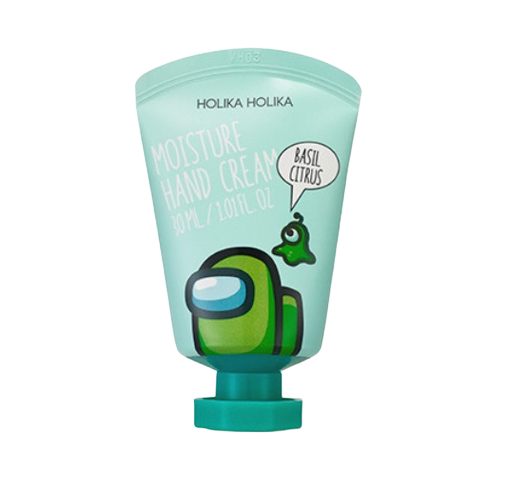 HOLIKA HOLIKA
MOISTURE
HAND CREAM
30 ML / 1.01 FL. OZ
BASIL
CITRUS